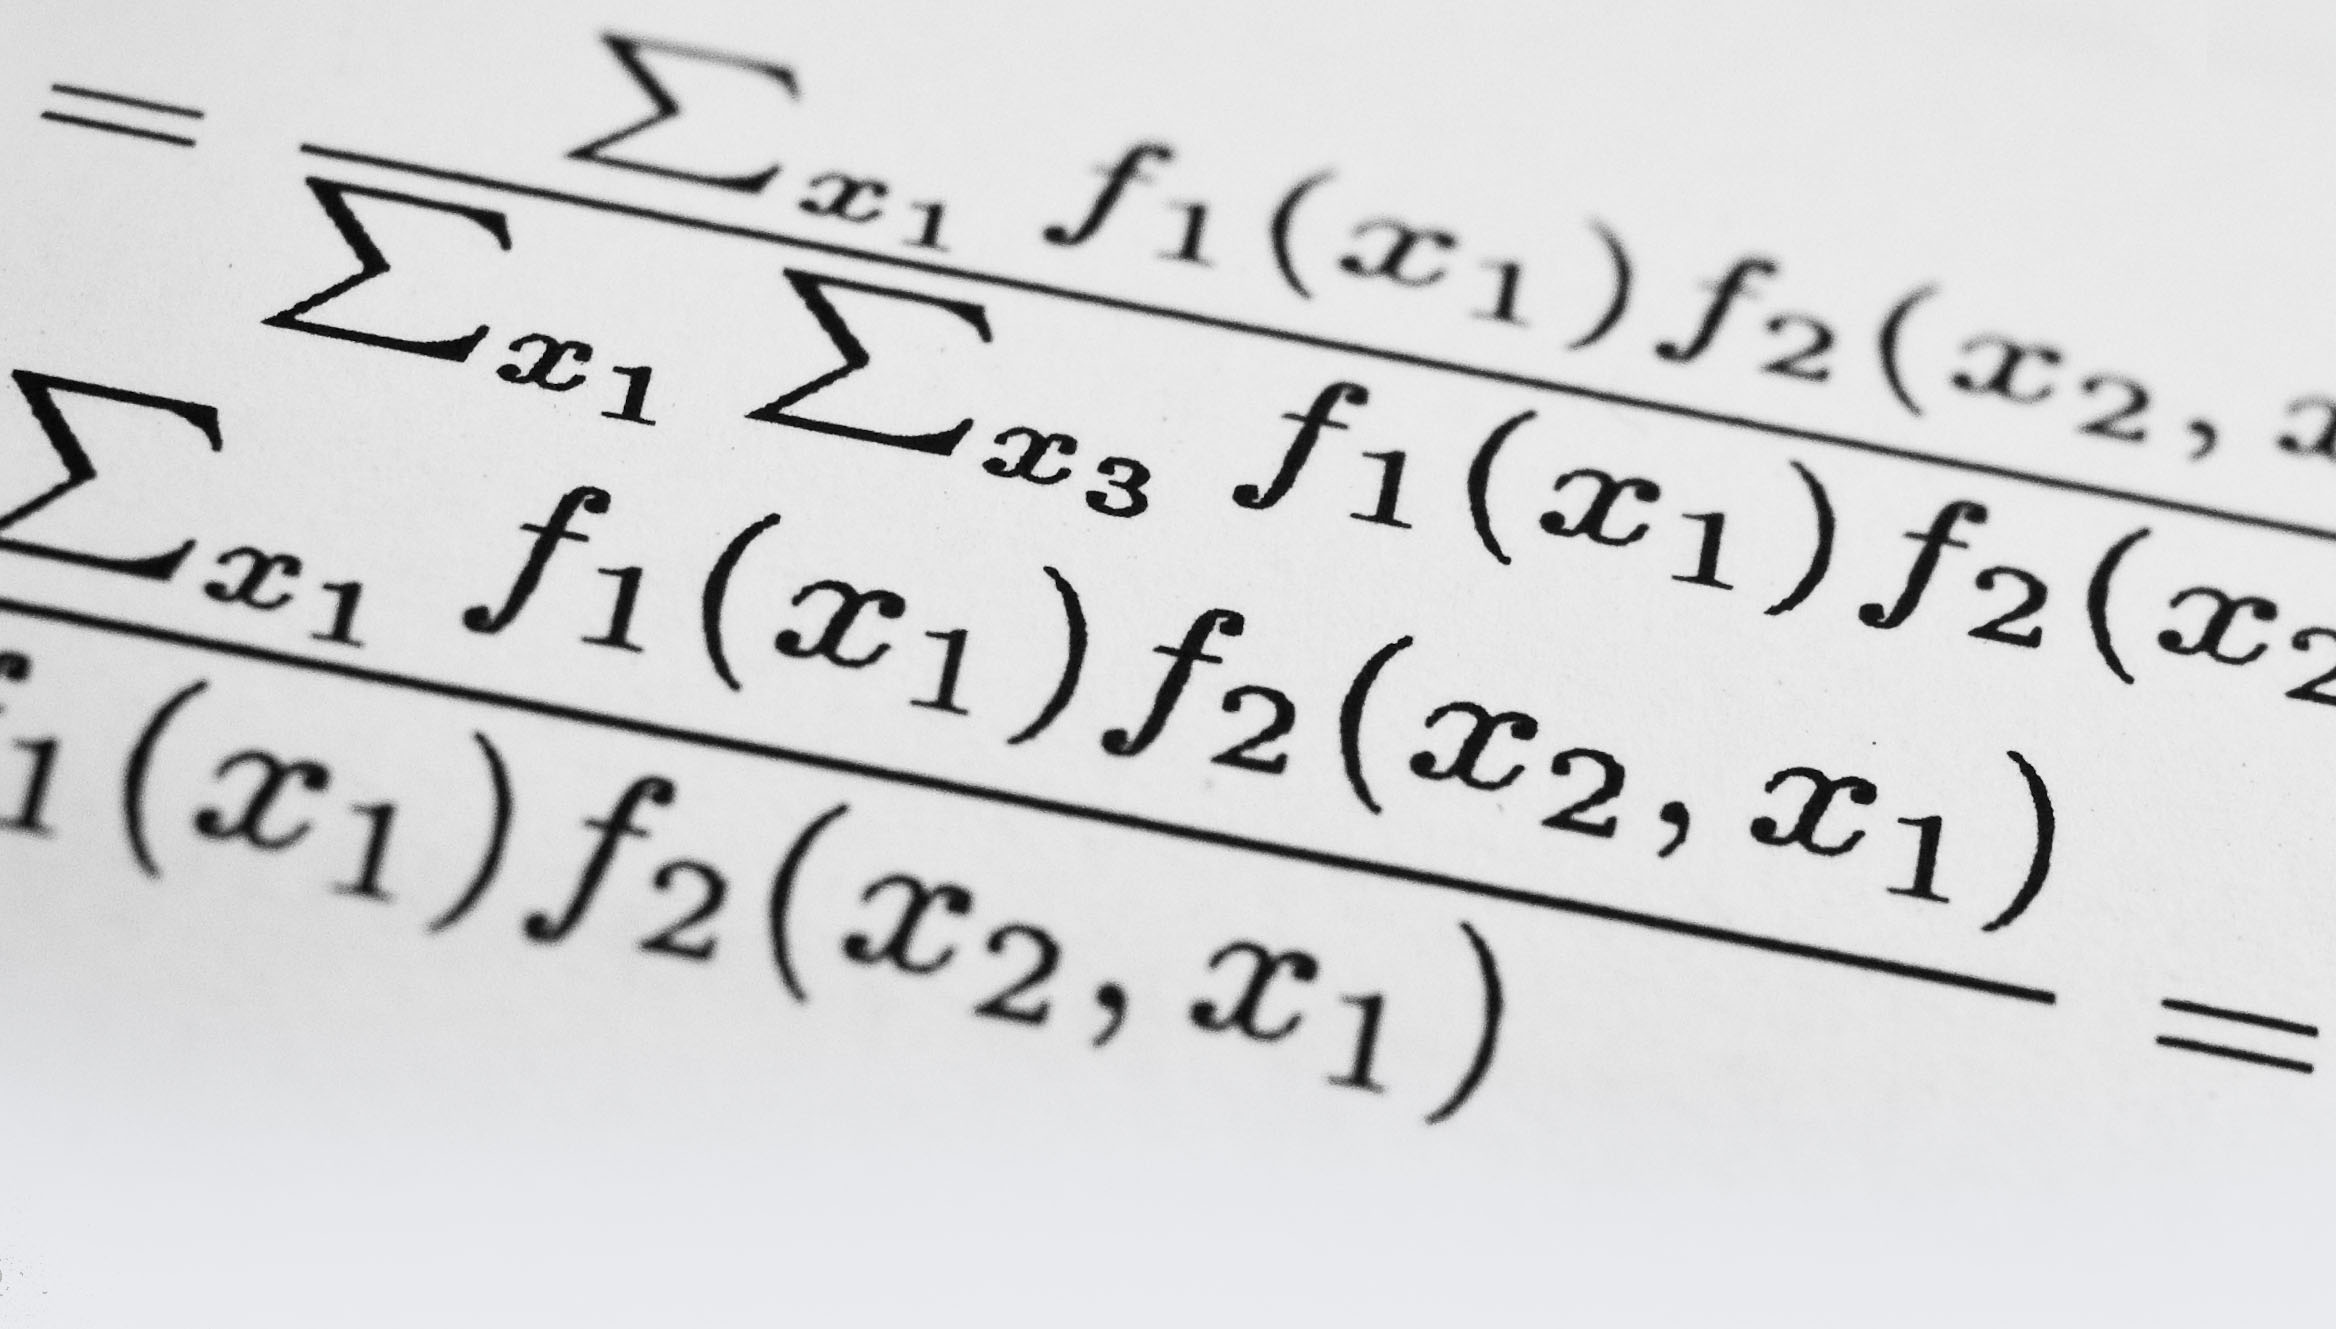 = ∑x₁ f₁(x₁)f₂(x₂,
∑x₁ ∑x₃ f₁(x₁)f₂(x₂
∑x₁ f₁(x₁)f₂(x₂, x₁)
=
₁(x₁)f₂(x₂, x₁)